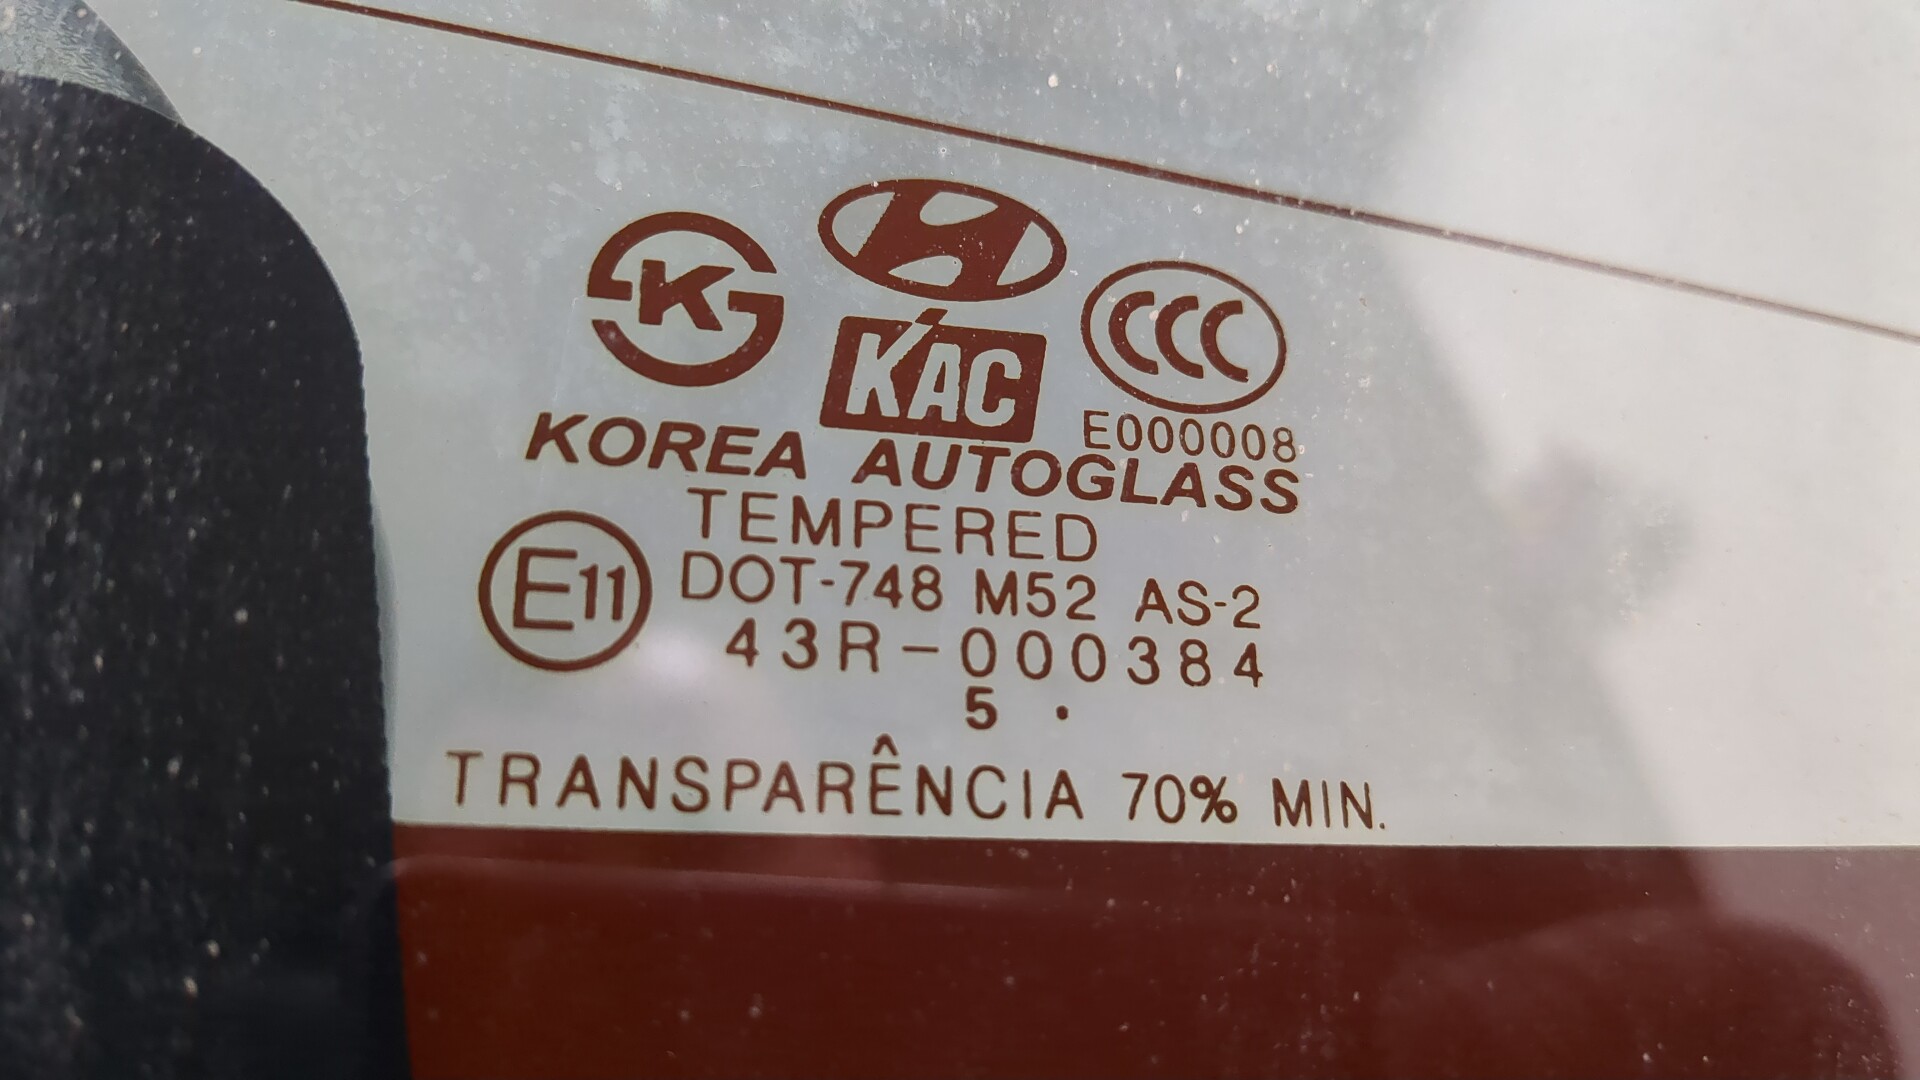 K
KAC
CCC
E000008
KOREA AUTOGLASS
TEMPERED
E11
DOT-748 M52 AS-2
43R-000384
5 .
TRANSPARÊNCIA 70% MIN.